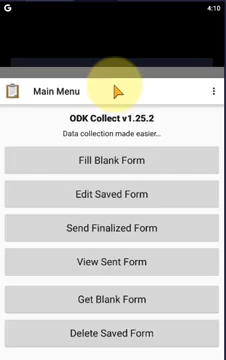 G
4:10
Main Menu
ODK Collect v1.25.2
Data collection made easier...
Fill Blank Form
Edit Saved Form
Send Finalized Form
View Sent Form
Get Blank Form
Delete Saved Form